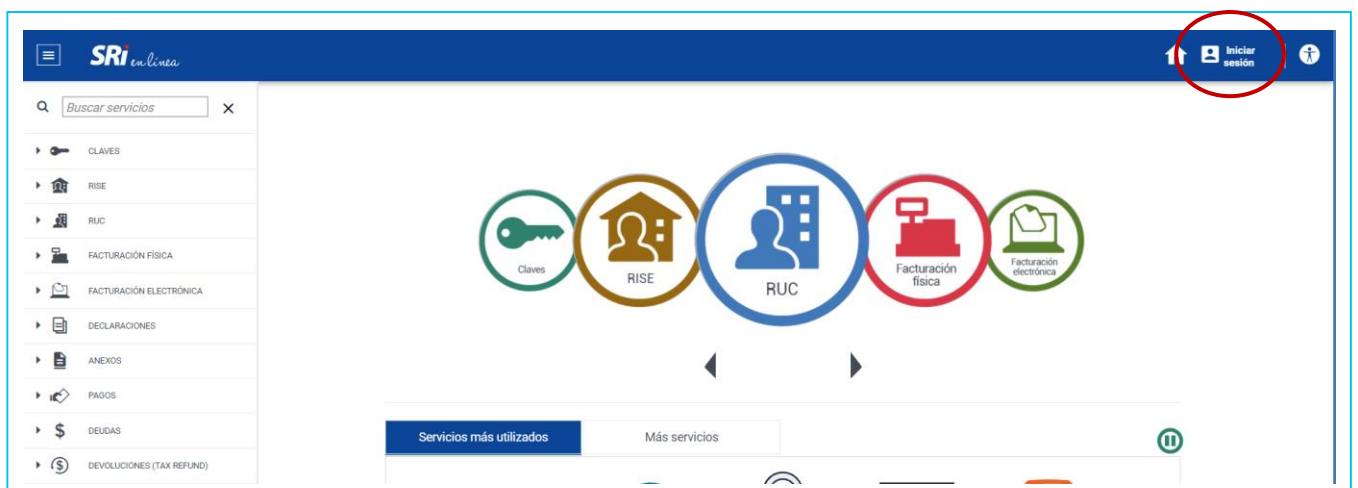 SRi en línea
Iniciar
sesión
Buscar servicios
CLAVES
RISE
RUC
FACTURACIÓN FÍSICA
FACTURACIÓN ELECTRÓNICA
DECLARACIONES
ANEXOS
PAGOS
DEUDAS
DEVOLUCIONES (TAX REFUND)
Claves
RISE
RUC
Facturación
física
Facturación
electrónica
Servicios más utilizados
Más servicios